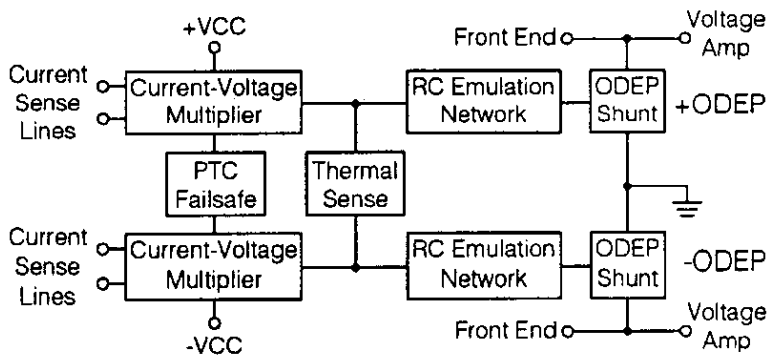 +VCC
Front End
Voltage
Amp
Current
Sense
Lines
Current-Voltage
Multiplier
RC Emulation
Network
ODEP
Shunt
+ODEP
PTC
Failsafe
Thermal
Sense
Current
Sense
Lines
Current-Voltage
Multiplier
RC Emulation
Network
ODEP
Shunt
-ODEP
-VCC
Front End
Voltage
Amp